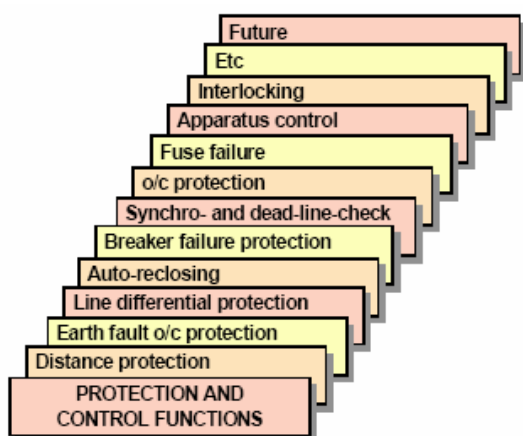 Future
Etc
Interlocking
Apparatus control
Fuse failure
o/c protection
Synchro- and dead-line-check
Breaker failure protection
Auto-reclosing
Line differential protection
Earth fault o/c protection
Distance protection
PROTECTION AND
CONTROL FUNCTIONS